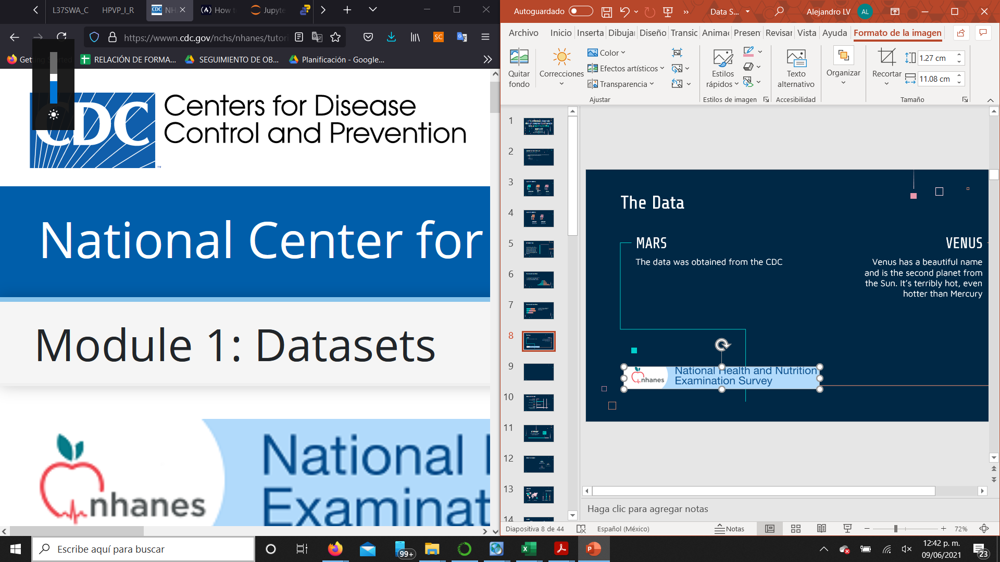 L37SWA_C
HPVP_I_R
NH
How t
Jupyte
https://wwwn.cdc.gov/nchs/nhanes/tutori
SC
RELACIÓN DE FORMA...
SEGUIMIENTO DE OB...
Planificación - Google...
CDC
Centers for Disease
Control and Prevention
National Center for
Module 1: Datasets
nhanes
National
Examinat
Autoguardado
Data S...
Alejandro LV
AL
Archivo
Inicio
Inserta
Dibujar
Diseño
Transic
Animac
Presen
Revisar
Vista
Ayuda
Formato de la imagen
Quitar
fondo
Correcciones
Color
Efectos artísticos
Transparencia
Ajustar
Estilos
rápidos
Estilos de imagen
Texto
alternativo
Accesibilidad
Organizar
Recortar
1.27 cm
11.08 cm
Tamaño
1
2
3
4
5
6
7
8
9
10
11
12
13
14
The Data
MARS
The data was obtained from the CDC
VENUS
Venus has a beautiful name
and is the second planet from
the Sun. It’s terribly hot, even
hotter than Mercury
nhanes
National Health and Nutrition
Examination Survey
Haga clic para agregar notas
Diapositiva 8 de 44
Español (México)
Notas
72%
Escribe aquí para buscar
99+
12:42 p. m.
09/06/2021
23